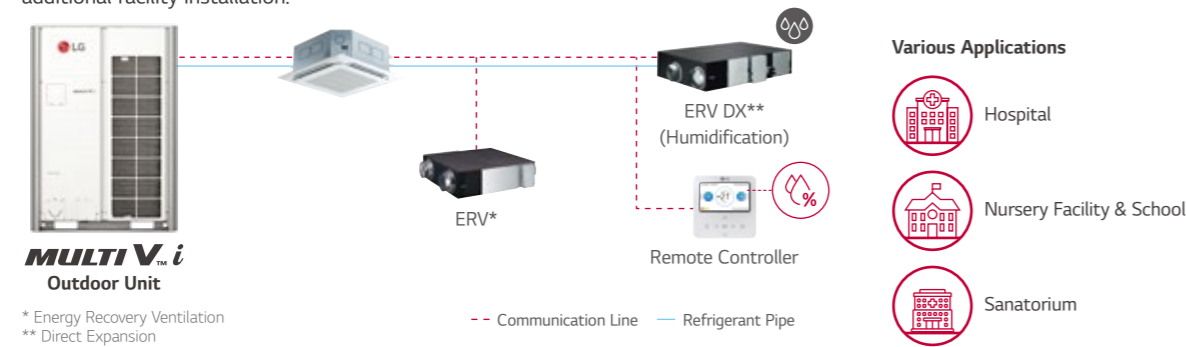 additional facility installation.
LG
MULTI V™ i
Outdoor Unit
* Energy Recovery Ventilation
** Direct Expansion
ERV*
ERV DX**
(Humidification)
%
Remote Controller
--- Communication Line — Refrigerant Pipe
Various Applications
Hospital
Nursery Facility & School
Sanatorium